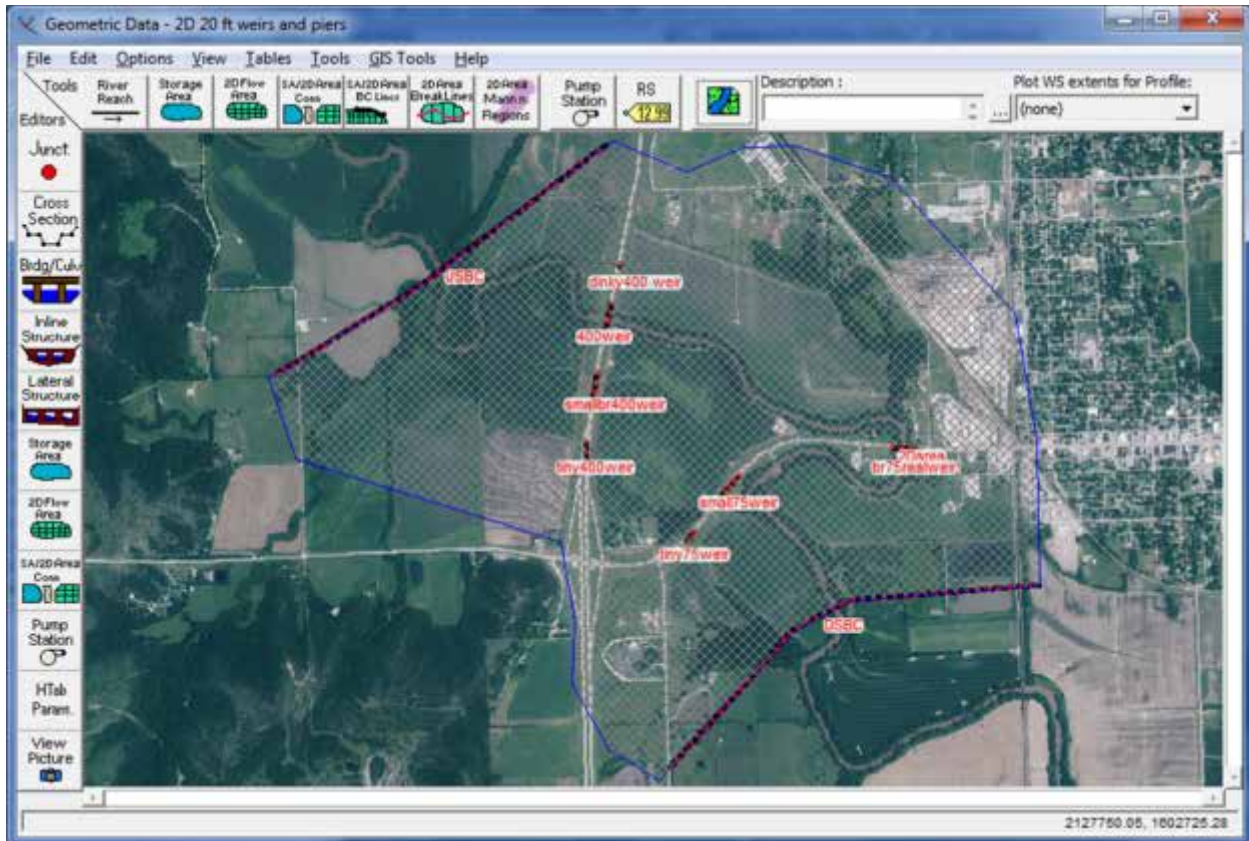 Geometric Data - 2D 20 ft weirs and piers
File Edit Options View Tables Tools GIS Tools Help
Tools
Editors
River
Reach
Storage
Area
2D Flow
Area
SA/2D Area
Conn
SA/2D Area
BC Lines
2D Area
Break Lines
2D Area
Mann n
Regions
Pump
Station
RS
12.99
Description :
...
Plot WS extents for Profile:
(none)
Junct.
Cross
Section
Brdg/Culv
Inline
Structure
Lateral
Structure
Storage
Area
2D Flow
Area
SA/2D Area
Conn
Pump
Station
HTab
Param.
View
Picture
USBC
dinky400 weir
400weir
smallbr400weir
tiny400weir
2Darea
br75realweir
small75weir
tiny75weir
DSBC
2127750.05, 1602725.28